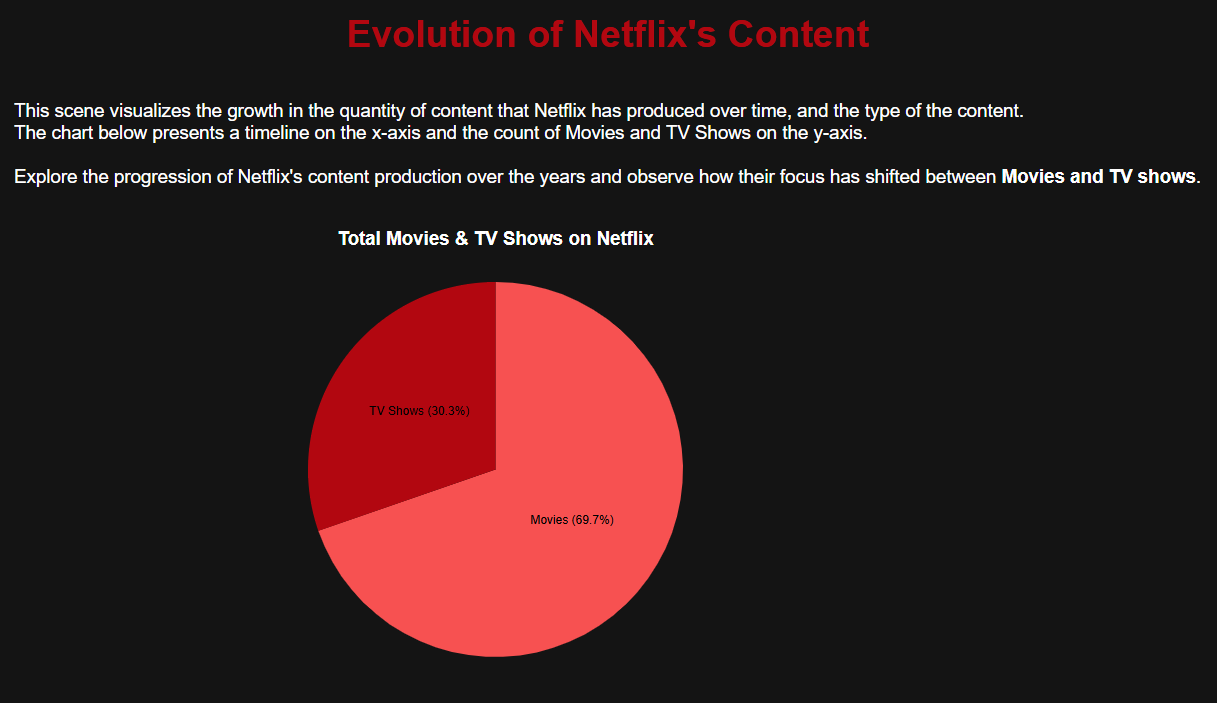 Evolution of Netflix's Content
This scene visualizes the growth in the quantity of content that Netflix has produced over time, and the type of the content.
The chart below presents a timeline on the x-axis and the count of Movies and TV Shows on the y-axis.
Explore the progression of Netflix's content production over the years and observe how their focus has shifted between Movies and TV shows.
Total Movies & TV Shows on Netflix
TV Shows (30.3%)
Movies (69.7%)